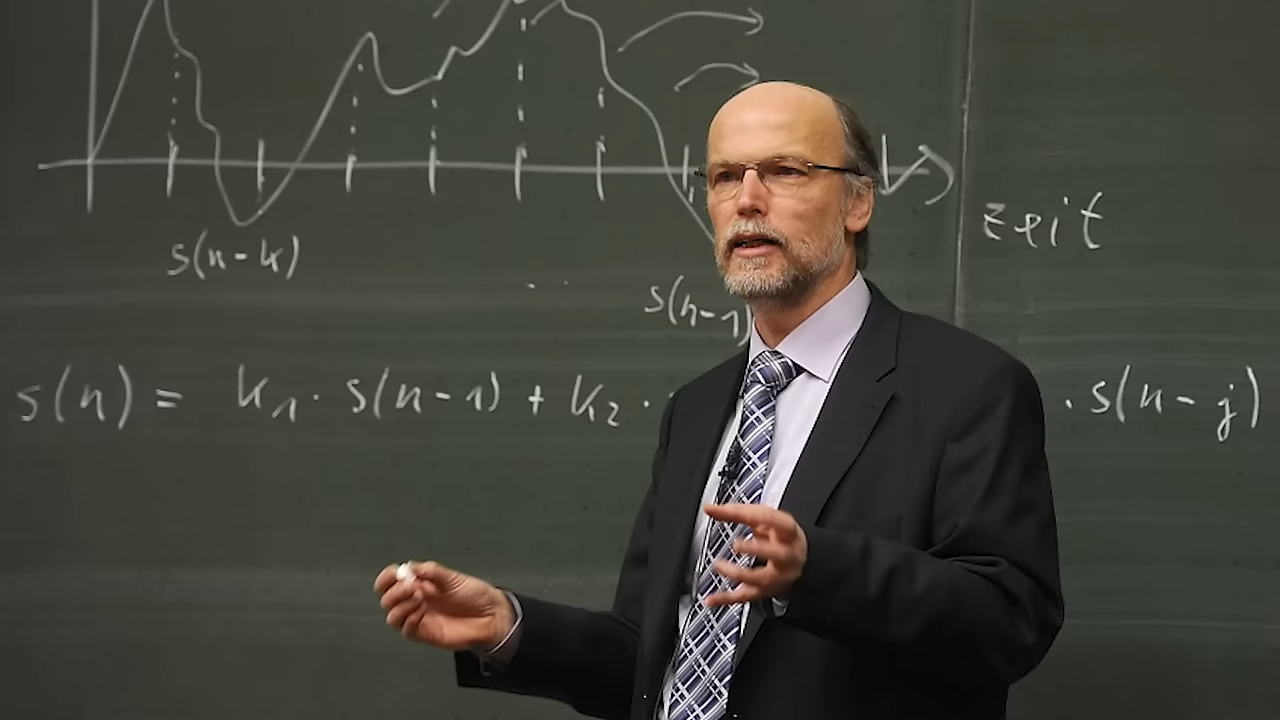 zeit
s(n-k)
s(n-1)
s(n) = k₁ · s(n-1) + k₂ · · s(n-j)